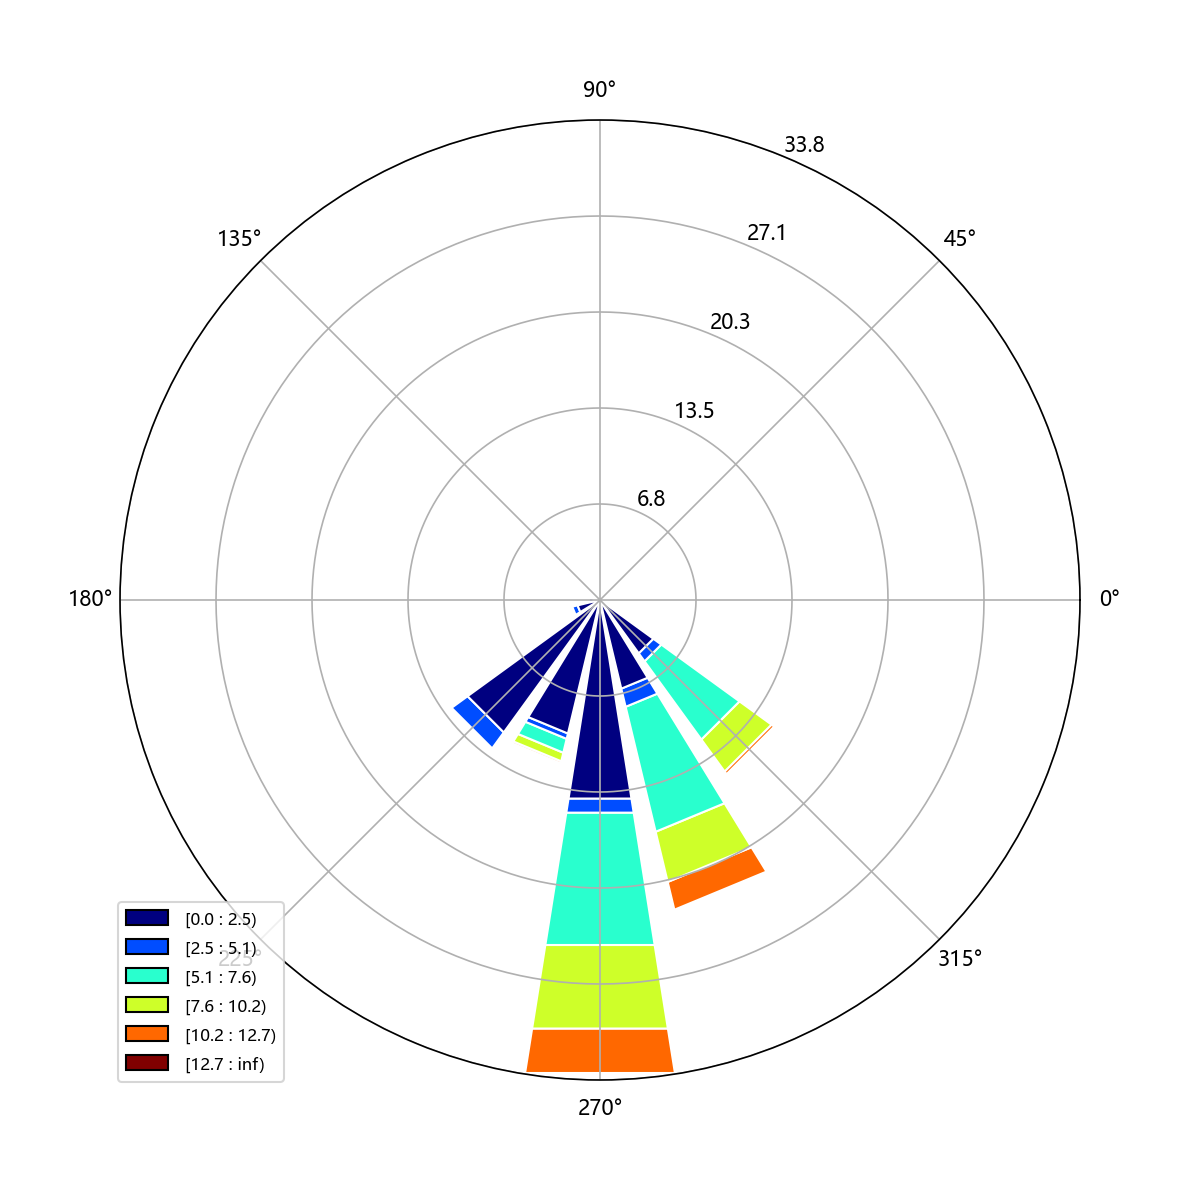 90°
33.8
27.1
135°
45°
20.3
13.5
6.8
180°
0°
225°
315°
[0.0 : 2.5)
[2.5 : 5.1)
[5.1 : 7.6)
[7.6 : 10.2)
[10.2 : 12.7)
[12.7 : inf)
270°